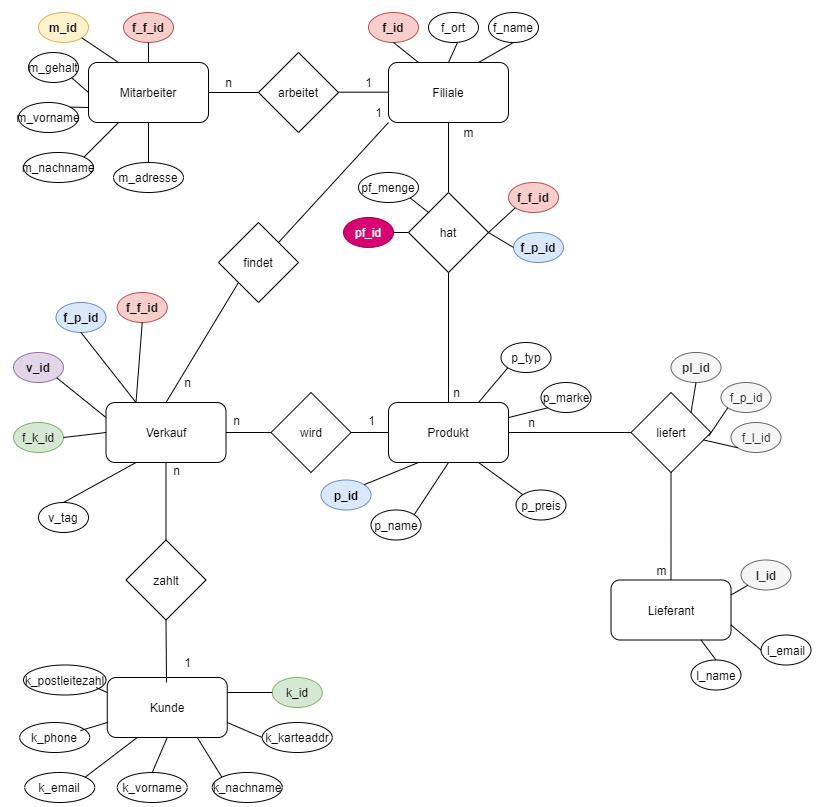 m_id
f_f_id
f_id
f_ort
f_name
m_gehalt
Mitarbeiter
n
arbeitet
1
Filiale
m_vorname
1
m
m_nachname
m_adresse
pf_menge
f_f_id
pf_id
hat
f_p_id
findet
f_p_id
f_f_id
v_id
n
n
p_typ
pl_id
p_marke
f_p_id
f_k_id
Verkauf
n
wird
1
Produkt
n
liefert
f_l_id
n
p_id
p_preis
v_tag
p_name
zahlt
m
l_id
Lieferant
1
l_email
k_postleitezahl
k_id
l_name
Kunde
k_phone
k_karteaddr
k_email
k_vorname
k_nachname